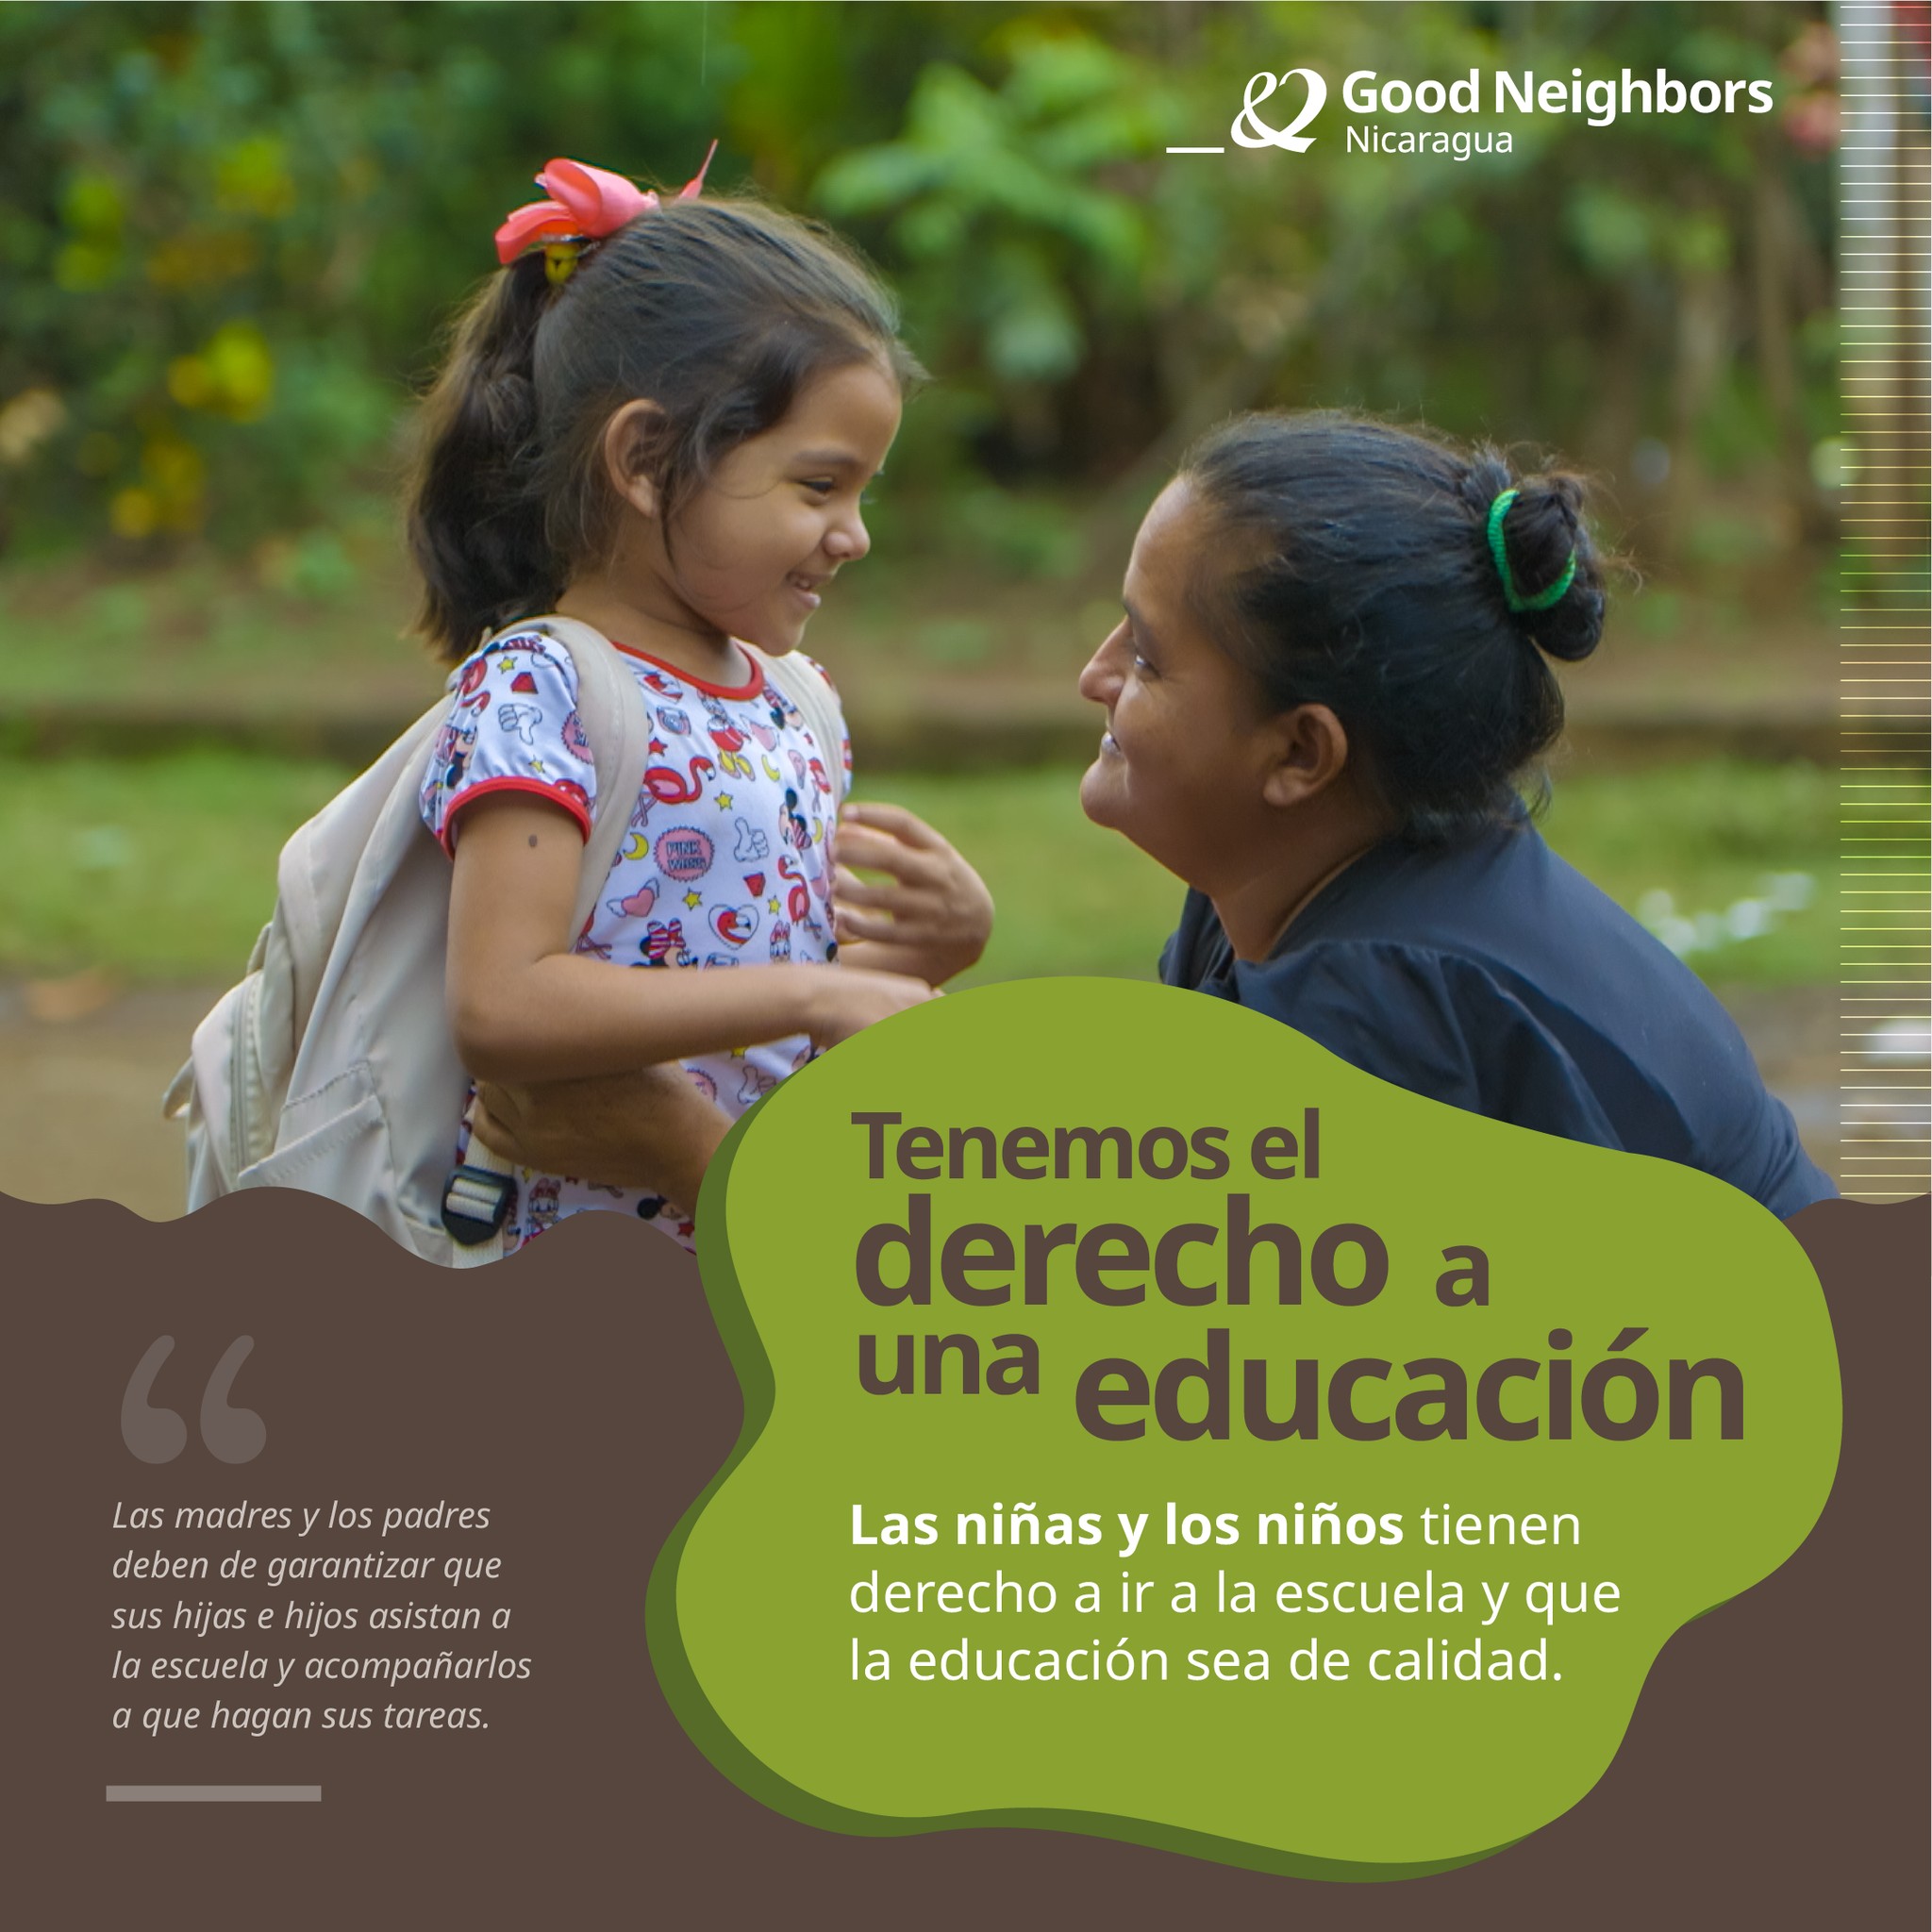 Good Neighbors
Nicaragua
PINK
Tenemos el
derecho a
una educación
Las niñas y los niños tienen
derecho a ir a la escuela y que
la educación sea de calidad.
“
Las madres y los padres
deben de garantizar que
sus hijas e hijos asistan a
la escuela y acompañarlos
a que hagan sus tareas.